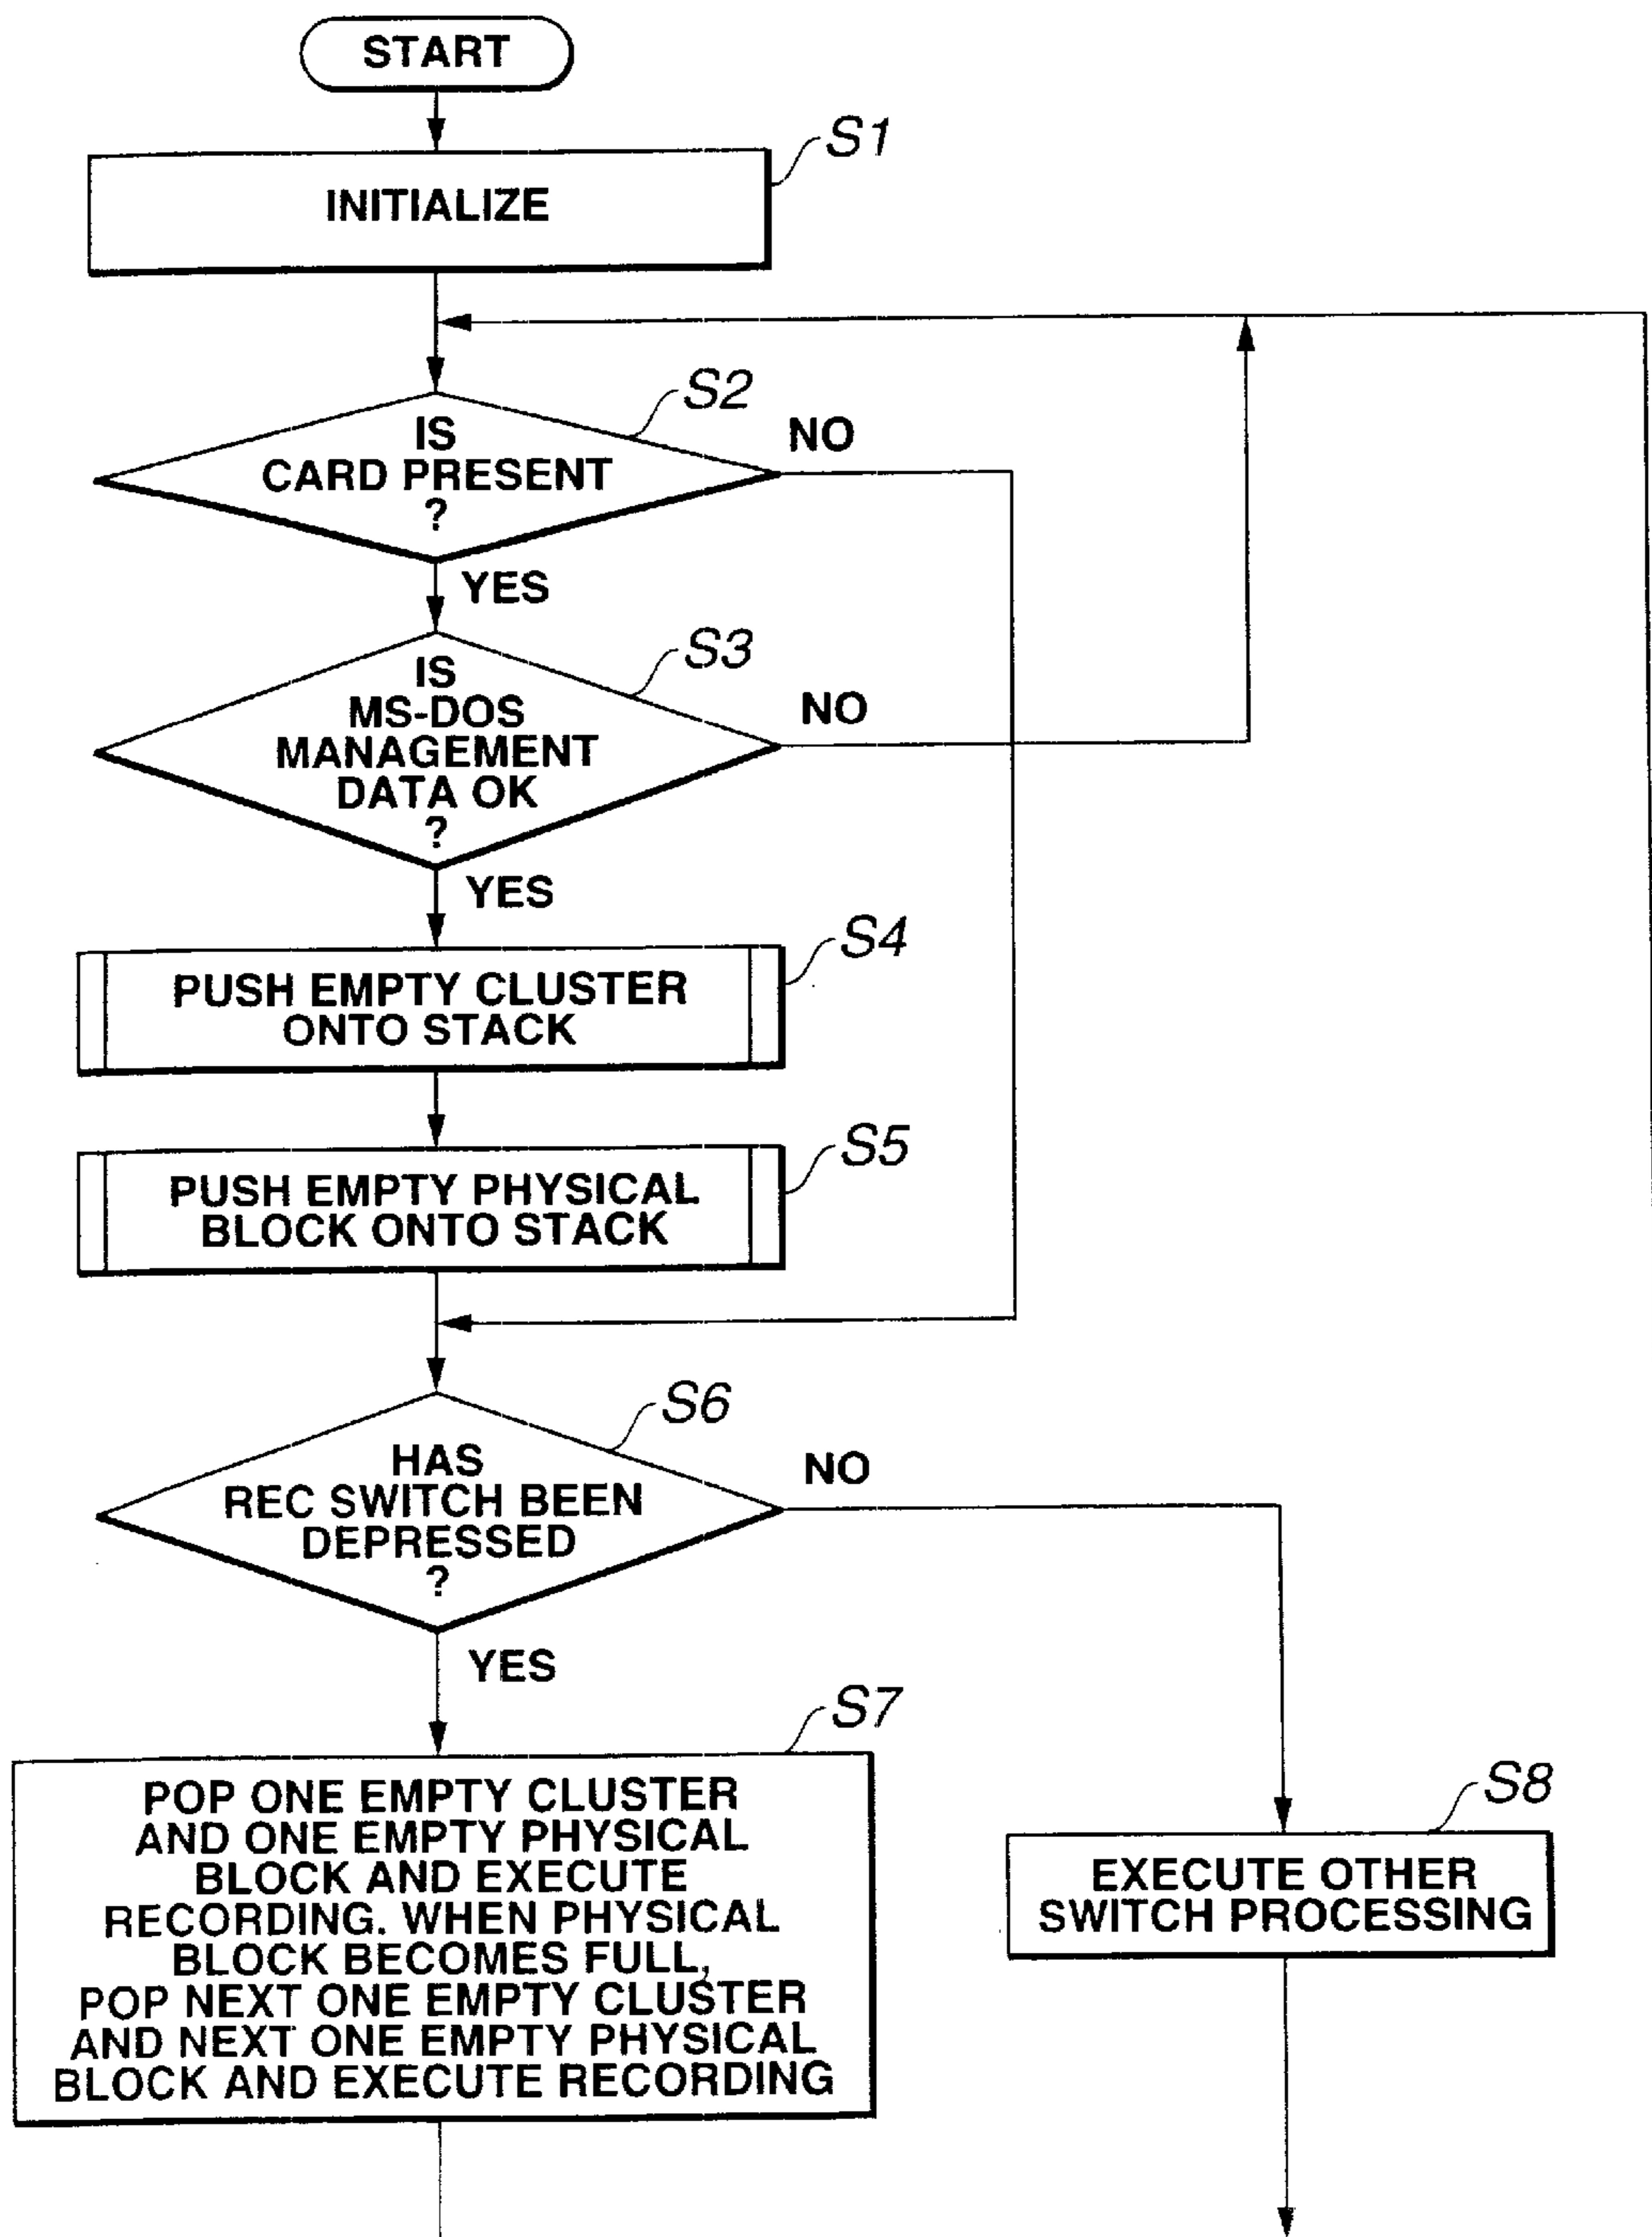 START
S1
INITIALIZE
S2
IS
CARD PRESENT
?
NO
YES
S3
IS
MS-DOS
MANAGEMENT
DATA OK
?
NO
YES
S4
PUSH EMPTY CLUSTER
ONTO STACK
S5
PUSH EMPTY PHYSICAL
BLOCK ONTO STACK
S6
HAS
REC SWITCH BEEN
DEPRESSED
?
NO
YES
S7
POP ONE EMPTY CLUSTER
AND ONE EMPTY PHYSICAL
BLOCK AND EXECUTE
RECORDING. WHEN PHYSICAL
BLOCK BECOMES FULL,
POP NEXT ONE EMPTY CLUSTER
AND NEXT ONE EMPTY PHYSICAL
BLOCK AND EXECUTE RECORDING
S8
EXECUTE OTHER
SWITCH PROCESSING